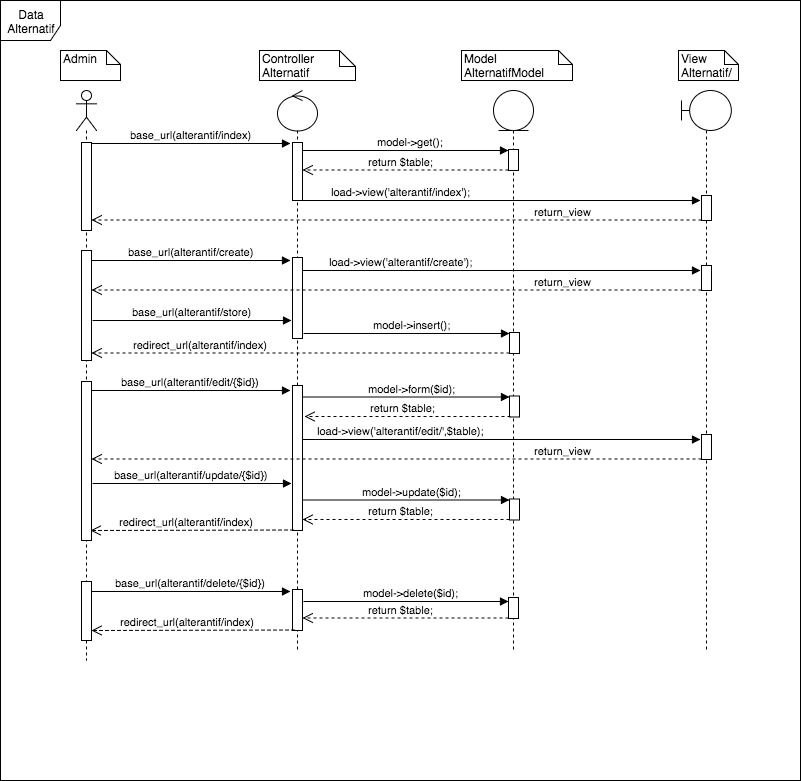 Data
Alternatif
Admin
Controller
Alternatif
Model
AlternatifModel
View
Alternatif/
base_url(alterantif/index)
model->get();
return $table;
load->view('alterantif/index');
return_view
base_url(alterantif/create)
load->view('alterantif/create');
return_view
base_url(alterantif/store)
model->insert();
redirect_url(alterantif/index)
base_url(alterantif/edit/{$id})
model->form($id);
return $table;
load->view('alterantif/edit/',$table);
return_view
base_url(alterantif/update/{$id})
model->update($id);
return $table;
redirect_url(alterantif/index)
base_url(alterantif/delete/{$id})
model->delete($id);
return $table;
redirect_url(alterantif/index)